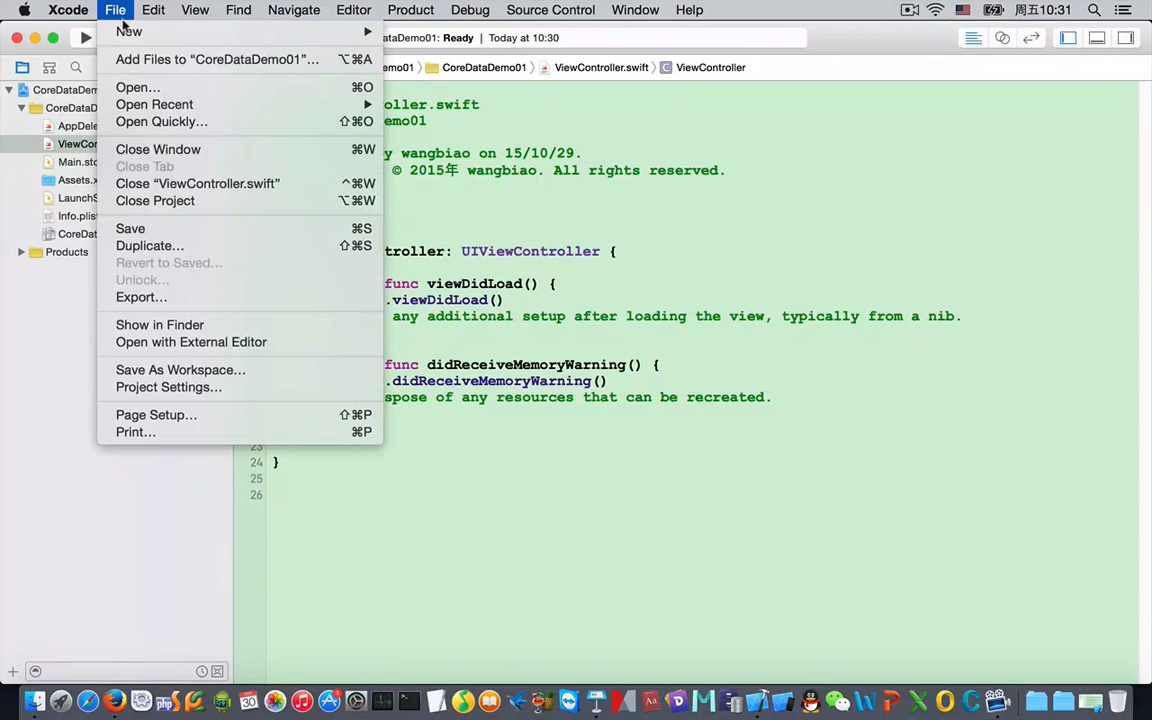 Xcode File Edit View Find Navigate Editor Product Debug Source Control Window Help 周五10:31
New
Add Files to “CoreDataDemo01”… ⌥⌘A
Open… ⌘O
Open Recent
Open Quickly… ⇧⌘O
Close Window ⌘W
Close Tab
Close “ViewController.swift” ^⌘W
Close Project ⌥⌘W
Save ⌘S
Duplicate… ⇧⌘S
Revert to Saved…
Unlock…
Export…
Show in Finder
Open with External Editor
Save As Workspace…
Project Settings…
Page Setup… ⇧⌘P
Print… ⌘P
ataDemo01: Ready | Today at 10:30
mo01 CoreDataDemo01 ViewController.swift C ViewController
CoreDataDem
CoreDataD
AppDele
ViewCon
Main.sto
Assets.x
LaunchS
Info.plis
CoreDat
Products
oller.swift
emo01
y wangbiao on 15/10/29.
© 2015年 wangbiao. All rights reserved.
troller: UIViewController {
func viewDidLoad() {
.viewDidLoad()
any additional setup after loading the view, typically from a nib.
func didReceiveMemoryWarning() {
.didReceiveMemoryWarning()
spose of any resources that can be recreated.
23
24 }
25
26